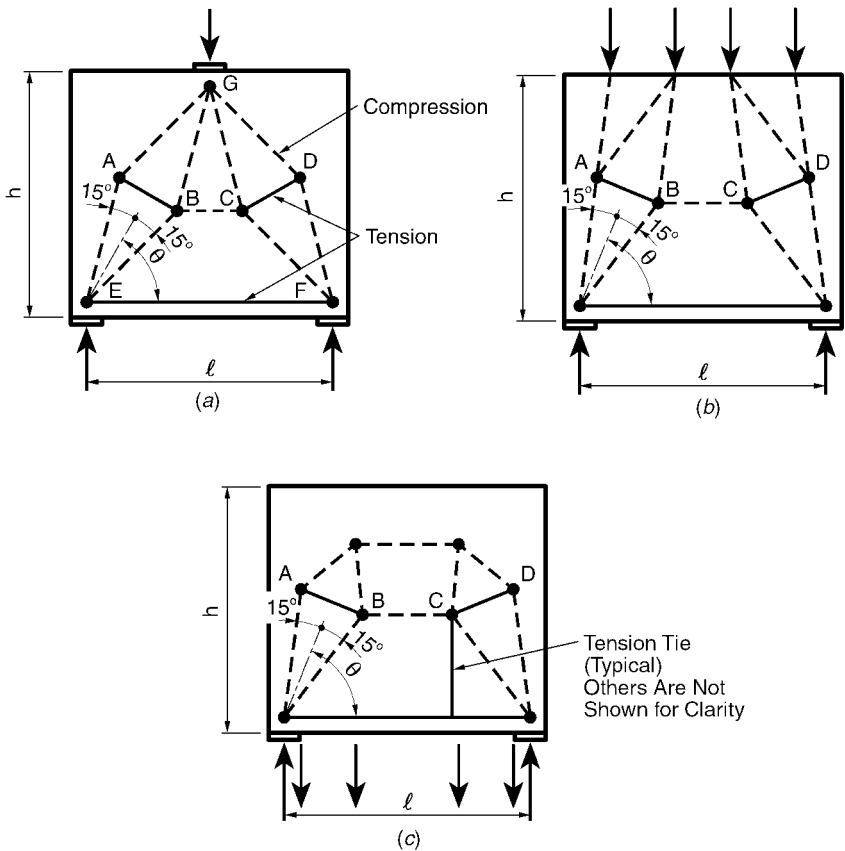 G
Compression
A
D
B
C
15°
15°
θ
Tension
E
F
h
ℓ
(a)
A
D
B
C
15°
15°
θ
h
ℓ
(b)
A
D
B
C
15°
15°
θ
h
Tension Tie
(Typical)
Others Are Not
Shown for Clarity
ℓ
(c)